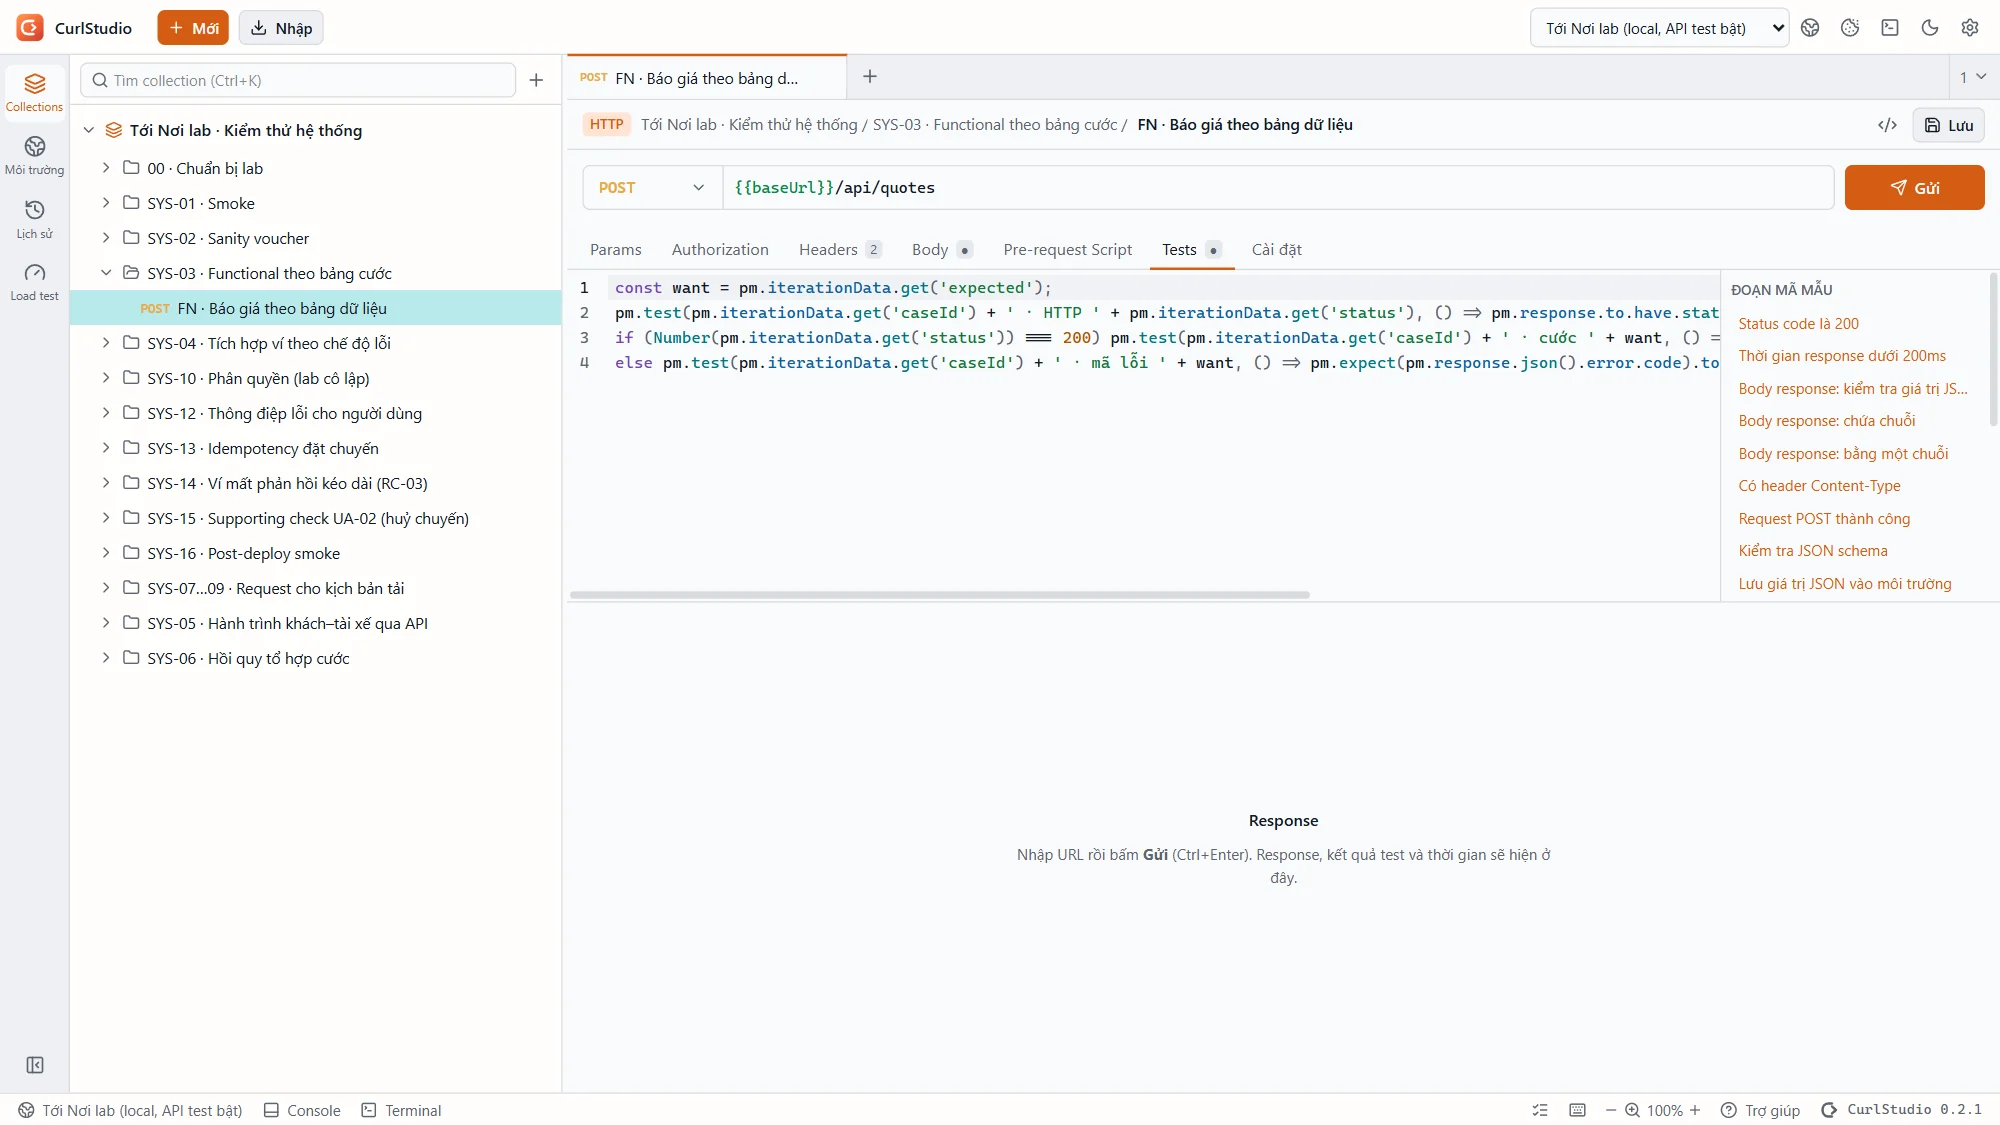 CurlStudio
Mới
Nhập
Tới Nơi lab (local, API test bật)
Collections
Môi trường
Lịch sử
Load test
Tìm collection (Ctrl+K)
Tới Nơi lab · Kiểm thử hệ thống
00 · Chuẩn bị lab
SYS-01 · Smoke
SYS-02 · Sanity voucher
SYS-03 · Functional theo bảng cước
POST FN · Báo giá theo bảng dữ liệu
SYS-04 · Tích hợp ví theo chế độ lỗi
SYS-10 · Phân quyền (lab cô lập)
SYS-12 · Thông điệp lỗi cho người dùng
SYS-13 · Idempotency đặt chuyến
SYS-14 · Ví mất phản hồi kéo dài (RC-03)
SYS-15 · Supporting check UA-02 (huỷ chuyến)
SYS-16 · Post-deploy smoke
SYS-07...09 · Request cho kịch bản tải
SYS-05 · Hành trình khách–tài xế qua API
SYS-06 · Hồi quy tổ hợp cước
POST FN · Báo giá theo bảng d...
1
HTTP Tới Nơi lab · Kiểm thử hệ thống / SYS-03 · Functional theo bảng cước / FN · Báo giá theo bảng dữ liệu
</> Lưu
POST {{baseUrl}}/api/quotes
Gửi
Params Authorization Headers 2 Body Pre-request Script Tests Cài đặt
1 const want = pm.iterationData.get('expected');
2 pm.test(pm.iterationData.get('caseId') + ' · HTTP ' + pm.iterationData.get('status'), () => pm.response.to.have.stat
3 if (Number(pm.iterationData.get('status')) === 200) pm.test(pm.iterationData.get('caseId') + ' · cước ' + want, () =
4 else pm.test(pm.iterationData.get('caseId') + ' · mã lỗi ' + want, () => pm.expect(pm.response.json().error.code).to
ĐOẠN MÃ MẪU
Status code là 200
Thời gian response dưới 200ms
Body response: kiểm tra giá trị JS...
Body response: chứa chuỗi
Body response: bằng một chuỗi
Có header Content-Type
Request POST thành công
Kiểm tra JSON schema
Lưu giá trị JSON vào môi trường
Response
Nhập URL rồi bấm Gửi (Ctrl+Enter). Response, kết quả test và thời gian sẽ hiện ở
đây.
Tới Nơi lab (local, API test bật) Console Terminal
100% Trợ giúp CurlStudio 0.2.1